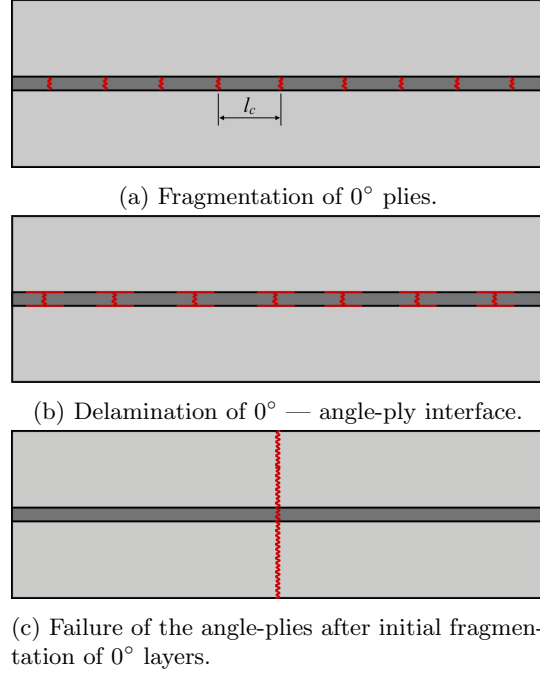 l_c
(a) Fragmentation of 0° plies.
(b) Delamination of 0° — angle-ply interface.
(c) Failure of the angle-plies after initial fragmen-
tation of 0° layers.